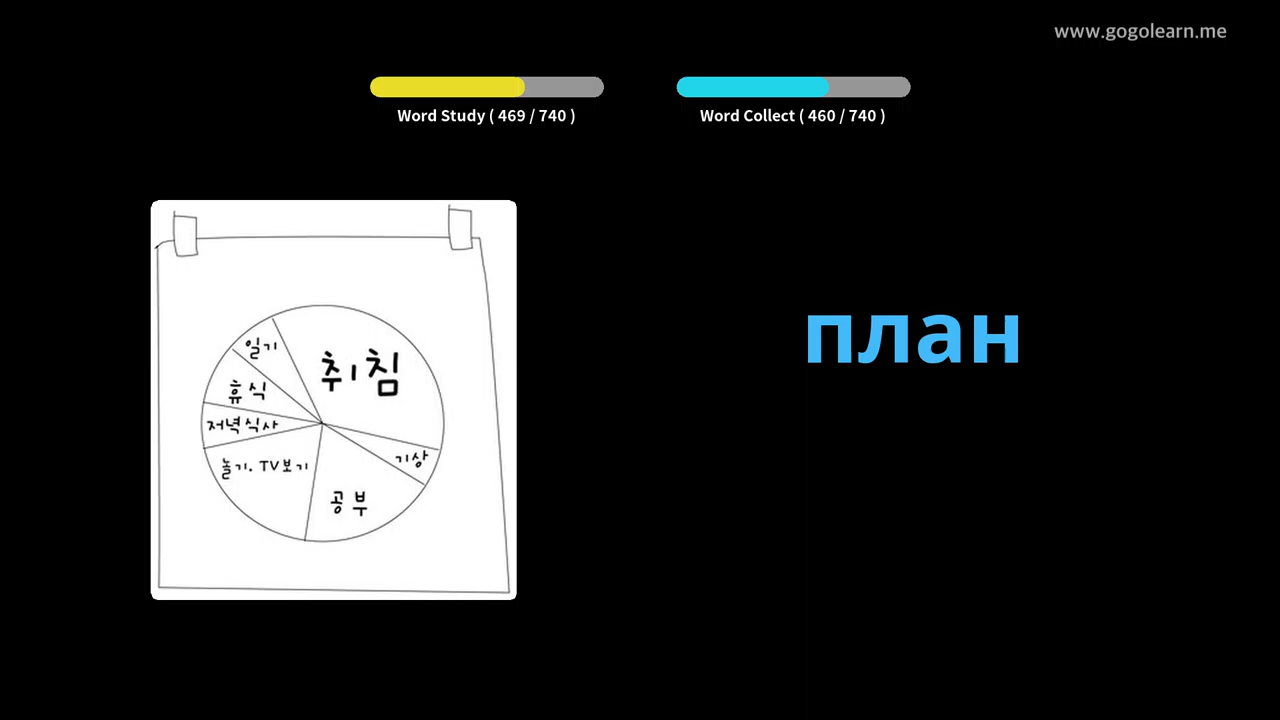 www.gogolearn.me
Word Study ( 469 / 740 )
Word Collect ( 460 / 740 )
일기
취침
휴식
저녁식사
기상
놀기. TV보기
공부
план